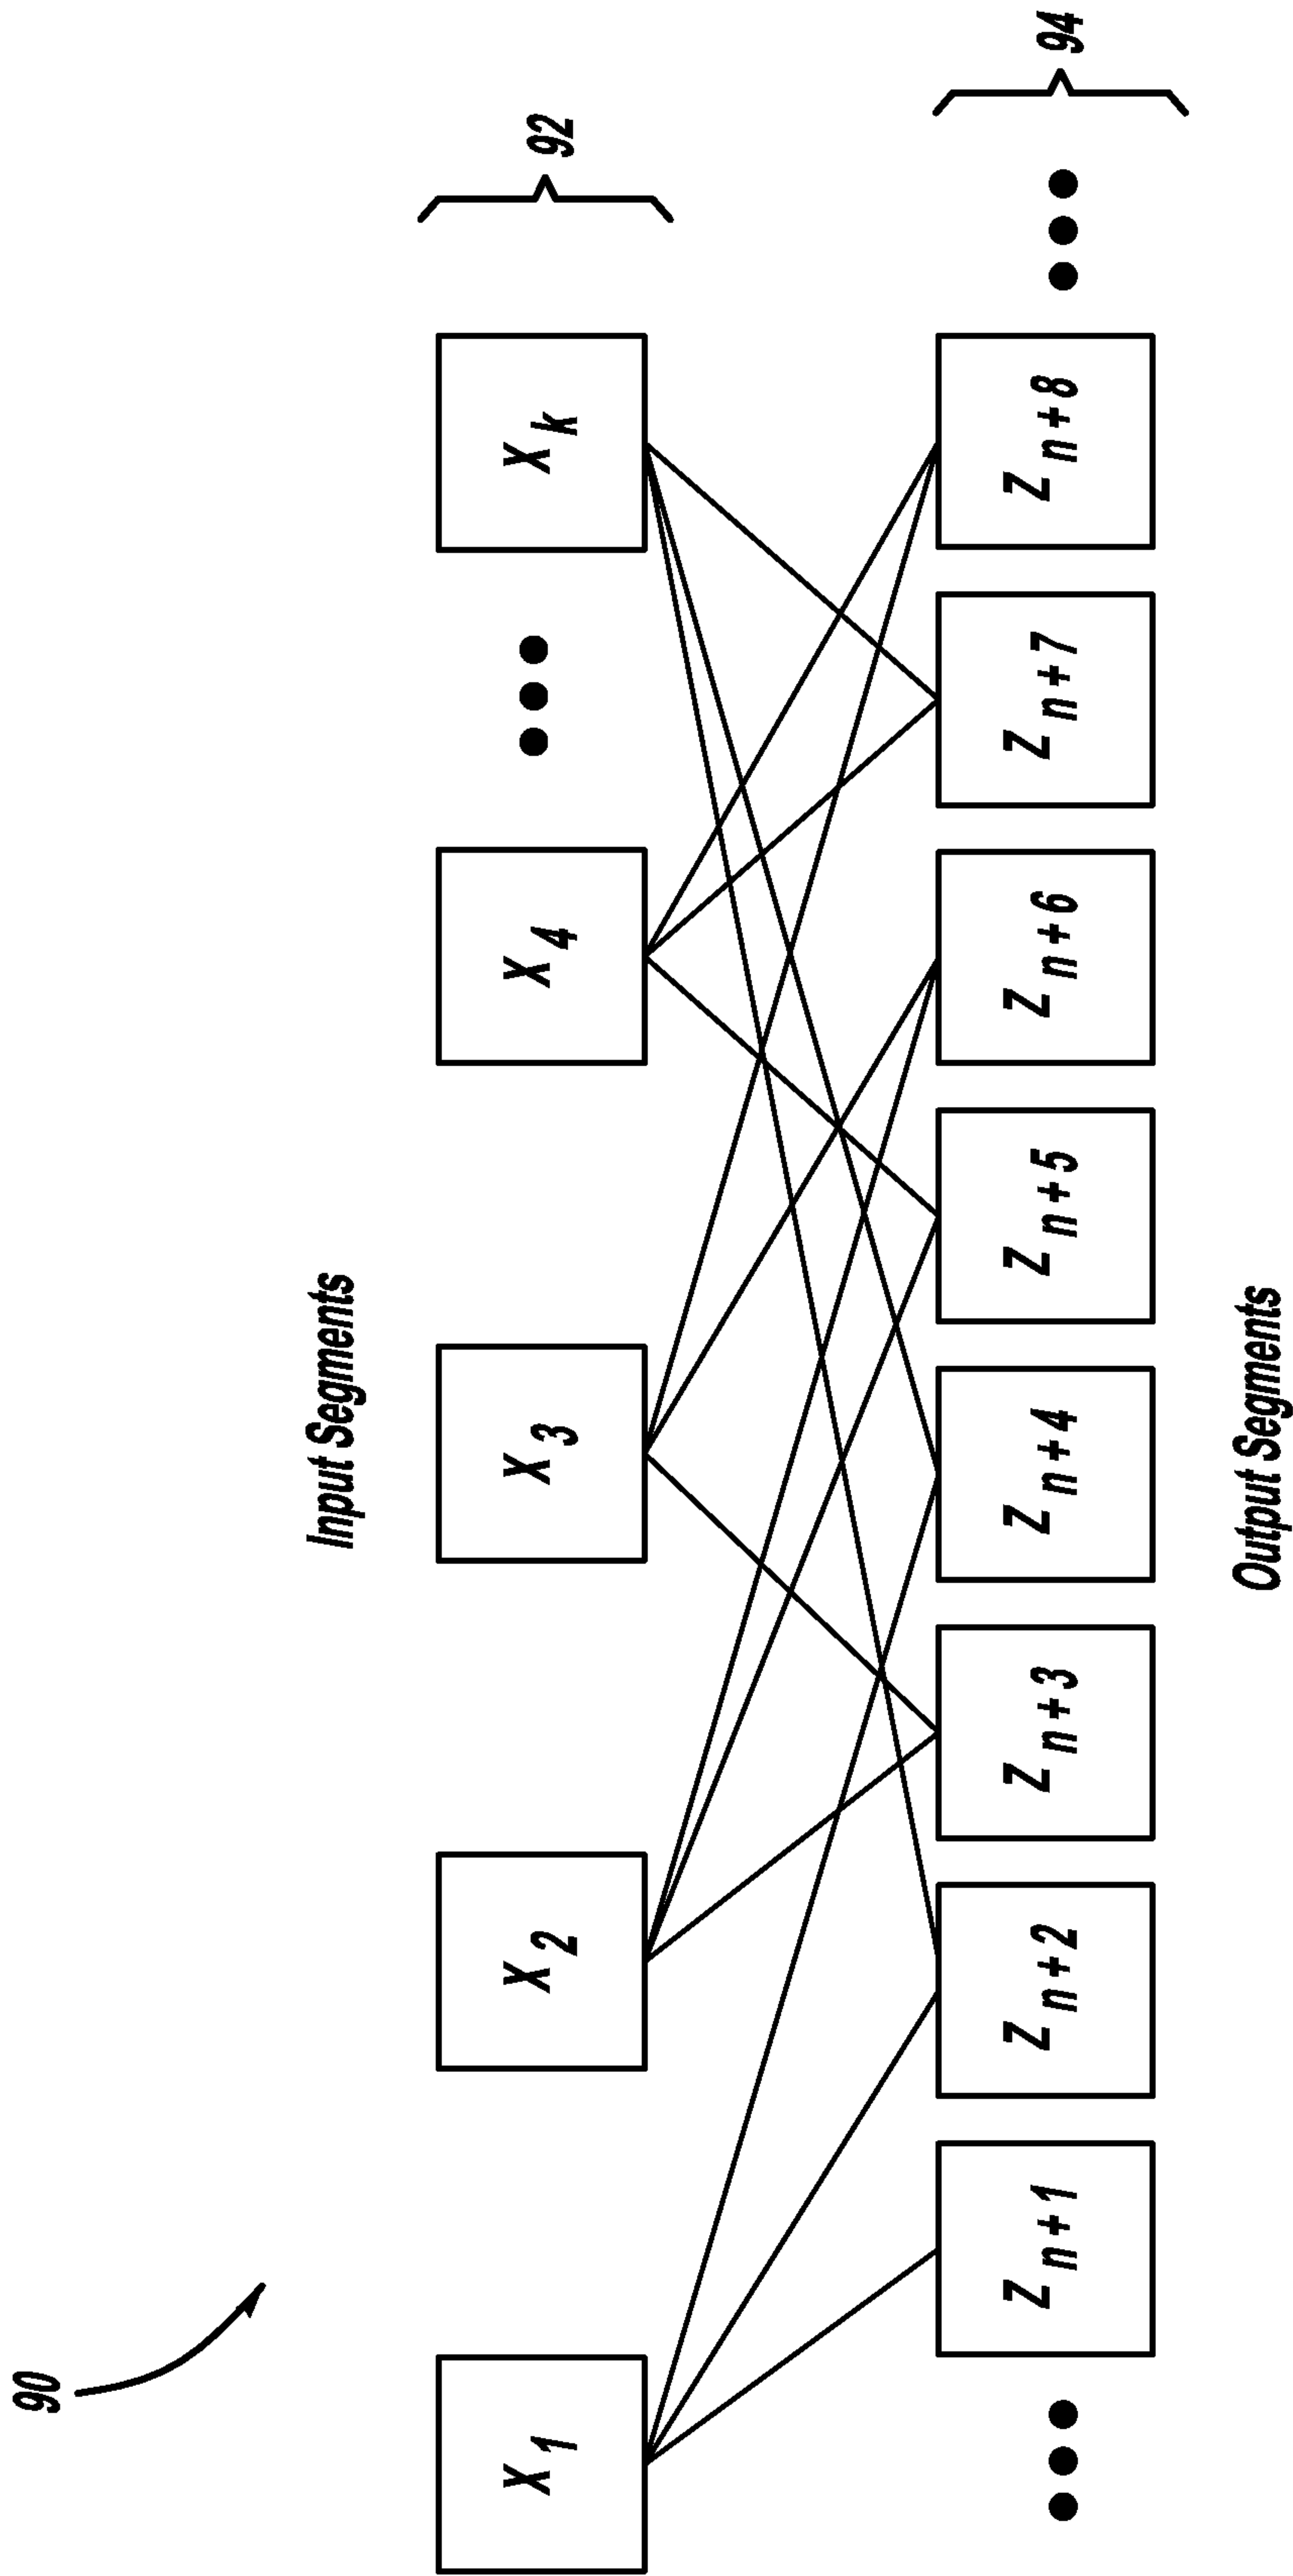 90
Input Segments
X1 X2 X3 X4 ••• Xk
92
••• Zn+1 Zn+2 Zn+3 Zn+4 Zn+5 Zn+6 Zn+7 Zn+8 •••
94
Output Segments